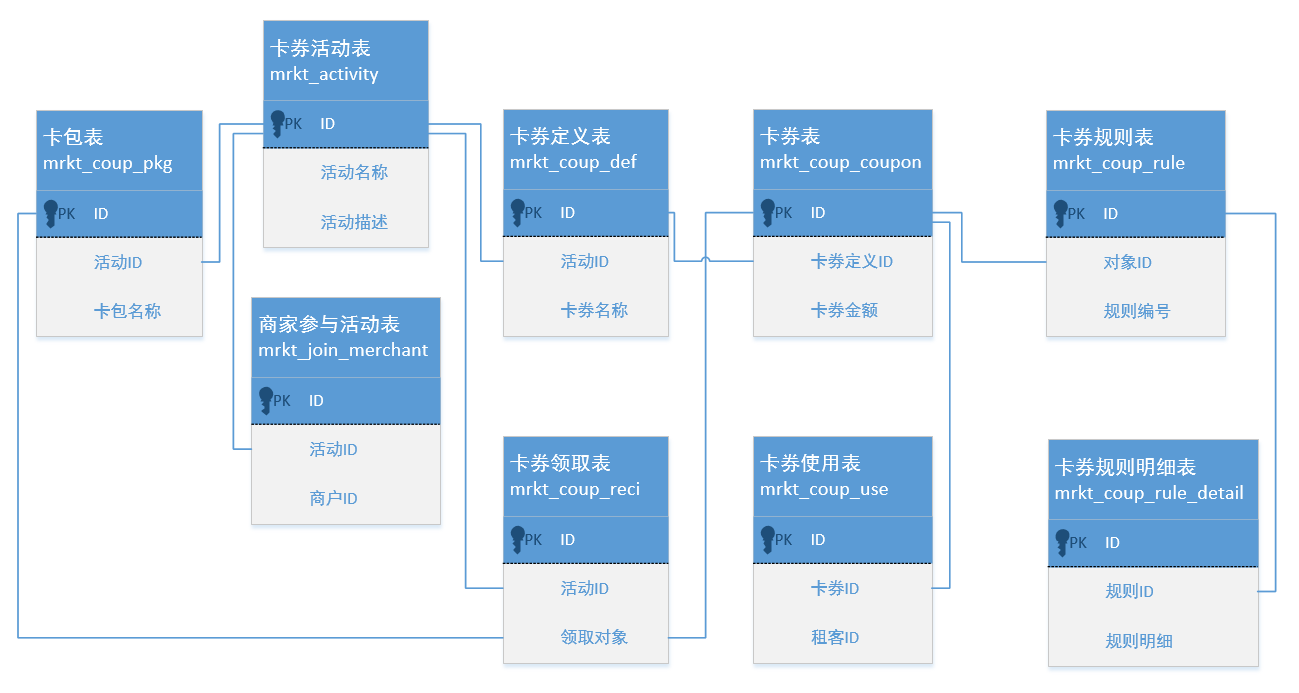 卡券活动表
mrkt_activity
PK ID
活动名称
活动描述
卡包表
mrkt_coup_pkg
PK ID
活动ID
卡包名称
卡券定义表
mrkt_coup_def
PK ID
活动ID
卡券名称
卡券表
mrkt_coup_coupon
PK ID
卡券定义ID
卡券金额
卡券规则表
mrkt_coup_rule
PK ID
对象ID
规则编号
商家参与活动表
mrkt_join_merchant
PK ID
活动ID
商户ID
卡券领取表
mrkt_coup_reci
PK ID
活动ID
领取对象
卡券使用表
mrkt_coup_use
PK ID
卡券ID
租客ID
卡券规则明细表
mrkt_coup_rule_detail
PK ID
规则ID
规则明细